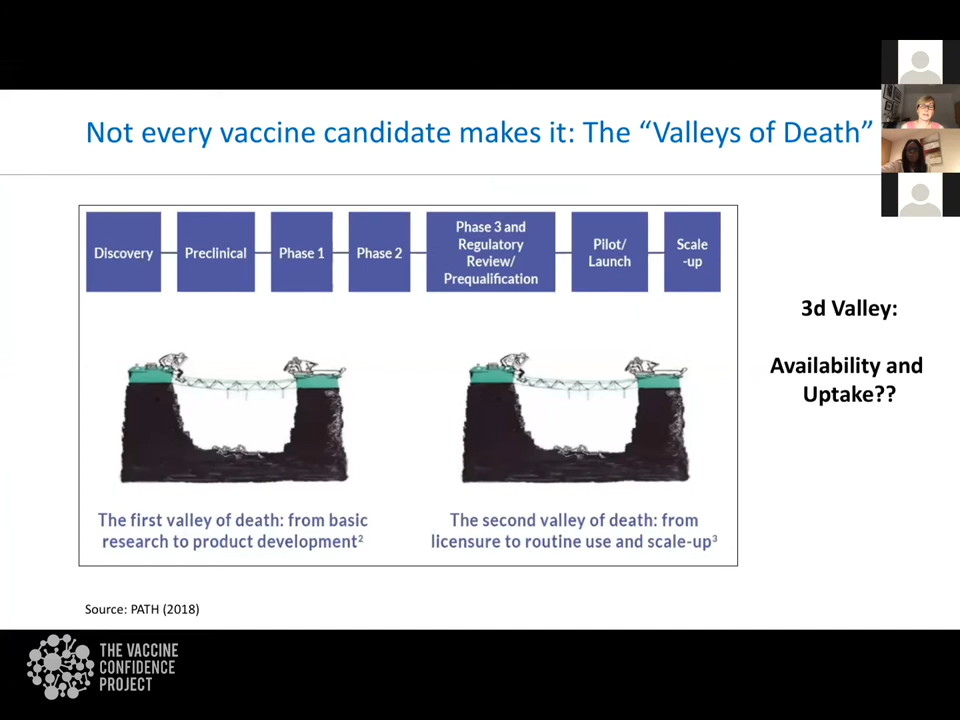 Not every vaccine candidate makes it: The “Valleys of Death”
Discovery
Preclinical
Phase 1
Phase 2
Phase 3 and
Regulatory
Review/
Prequalification
Pilot/
Launch
Scale
-up
3d Valley:
Availability and
Uptake??
The first valley of death: from basic
research to product development²
The second valley of death: from
licensure to routine use and scale-up³
Source: PATH (2018)
THE VACCINE
CONFIDENCE
PROJECT